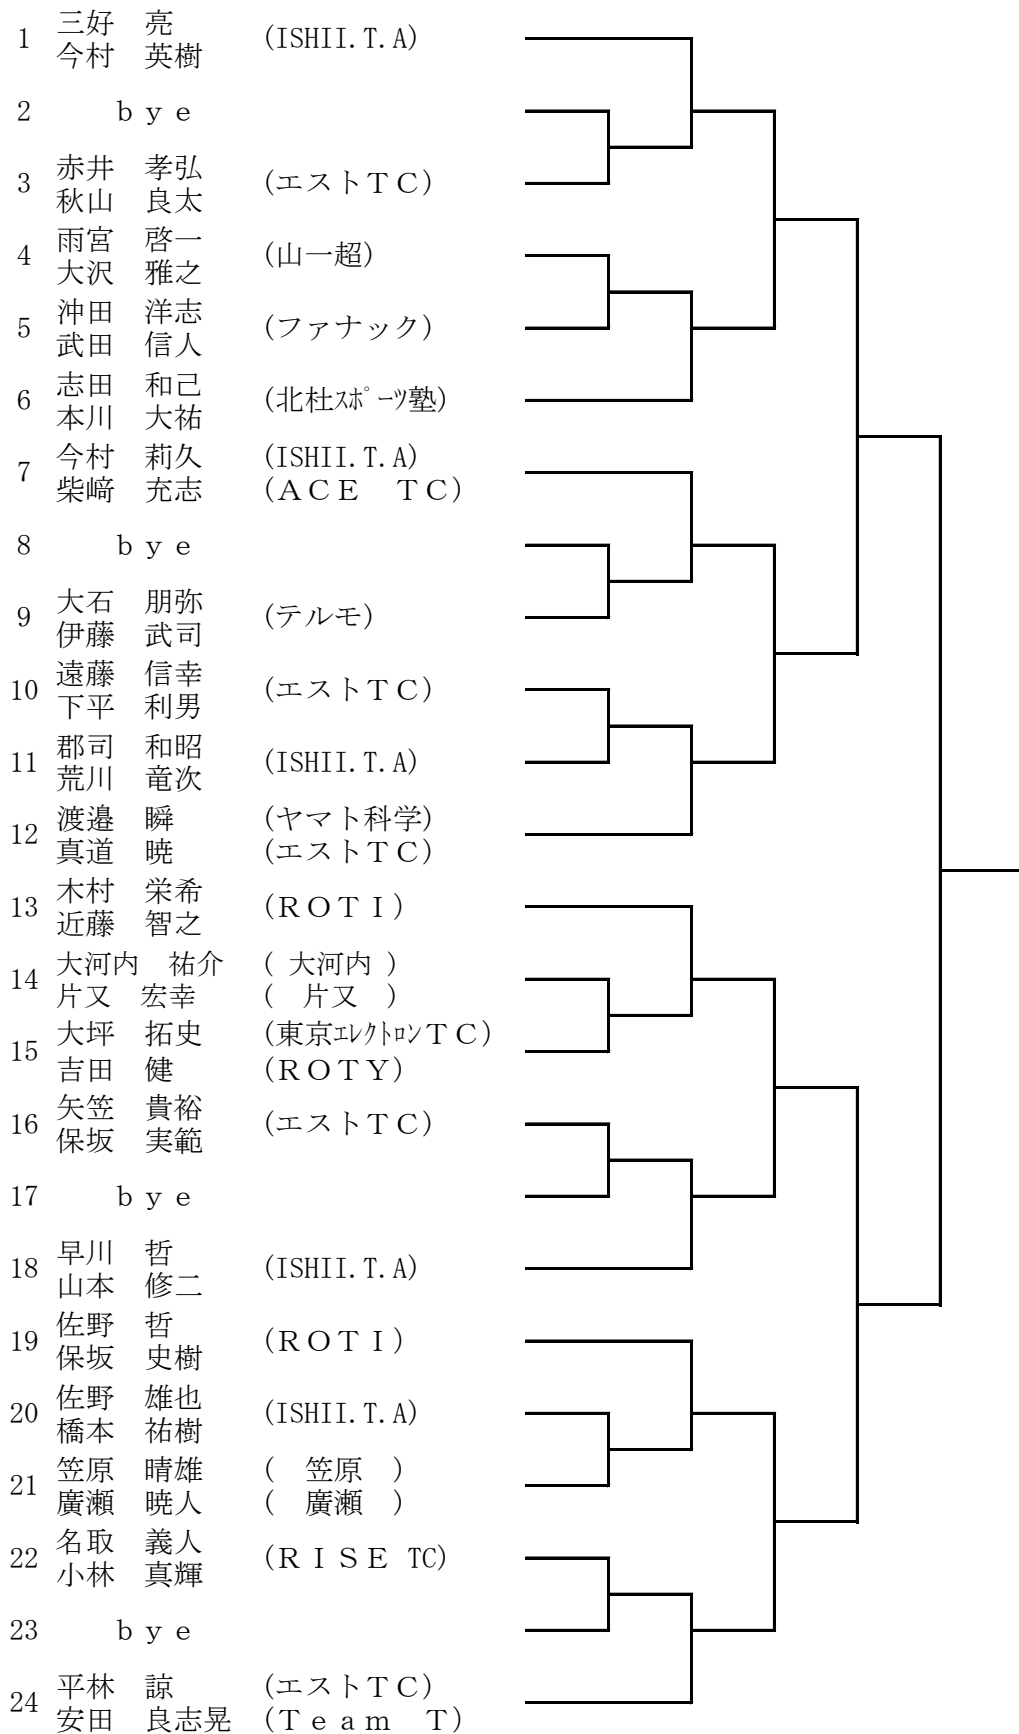 1 三好　亮 (ISHII.T.A)
今村　英樹
2 ｂｙｅ
3 赤井　孝弘 (エストＴＣ)
秋山　良太
4 雨宮　啓一 (山一超)
大沢　雅之
5 沖田　洋志 (ファナック)
武田　信人
6 志田　和己 (北杜ｽﾎﾟｰﾂ塾)
本川　大祐
7 今村　莉久 (ISHII.T.A)
柴﨑　充志 (ＡＣＥ　ＴＣ)
8 ｂｙｅ
9 大石　朋弥 (テルモ)
伊藤　武司
10 遠藤　信幸 (エストＴＣ)
下平　利男
11 郡司　和昭 (ISHII.T.A)
荒川　竜次
12 渡邉　瞬 (ヤマト科学)
真道　暁 (エストＴＣ)
13 木村　栄希 (ＲＯＴＩ)
近藤　智之
14 大河内　祐介 ( 大河内 )
片又　宏幸 (　片又　)
15 大坪　拓史 (東京ｴﾚｸﾄﾛﾝＴＣ)
吉田　健 (ＲＯＴＹ)
16 矢笠　貴裕 (エストＴＣ)
保坂　実範
17 ｂｙｅ
18 早川　哲 (ISHII.T.A)
山本　修二
19 佐野　哲 (ＲＯＴＩ)
保坂　史樹
20 佐野　雄也 (ISHII.T.A)
橋本　祐樹
21 笠原　晴雄 (　笠原　)
廣瀬　暁人 (　廣瀬　)
22 名取　義人 (ＲＩＳＥ TC)
小林　真輝
23 ｂｙｅ
24 平林　諒 (エストＴＣ)
安田　良志晃 (Ｔｅａｍ　Ｔ)